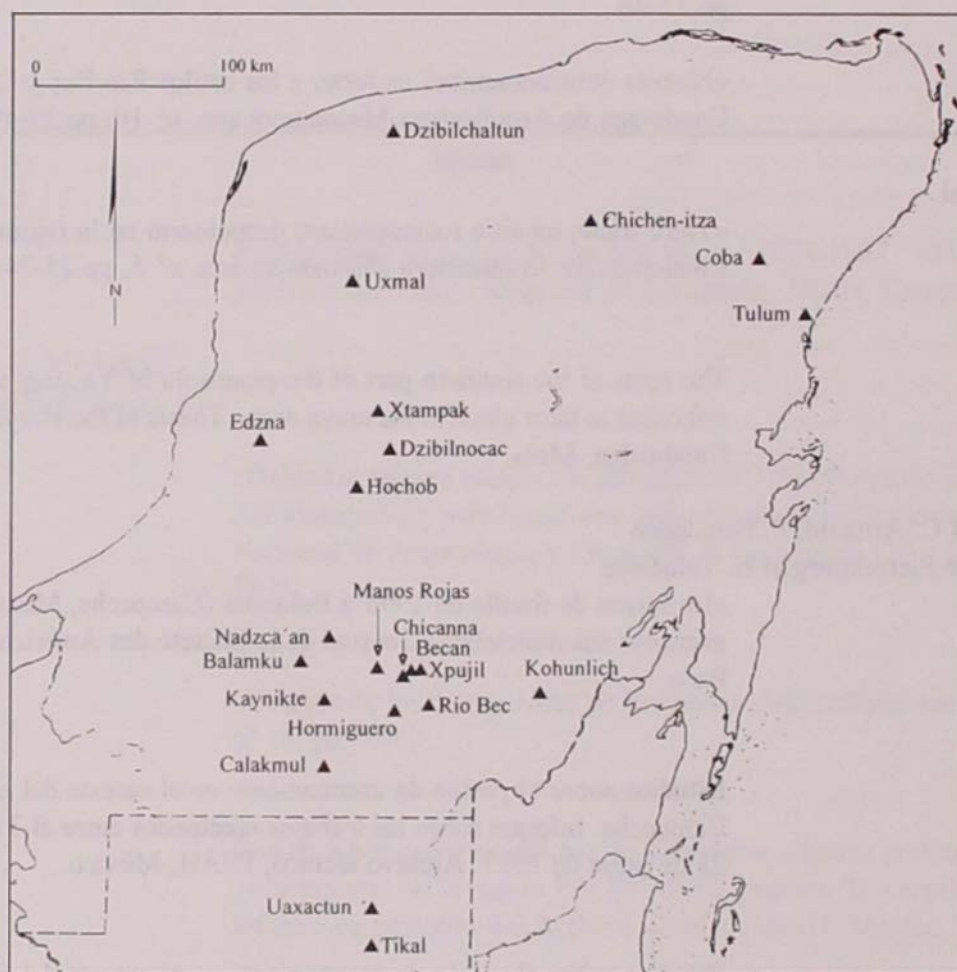 0 100 km
N
Dzibilchaltun
Chichen-itza
Coba
Uxmal
Tulum
Xtampak
Edzna
Dzibilnocac
Hochob
Manos Rojas
Chicanna
Nadzca'an
Becan
Balamku
Xpujil
Kohunlich
Kaynikte
Rio Bec
Hormiguero
Calakmul
Uaxactun
Tikal